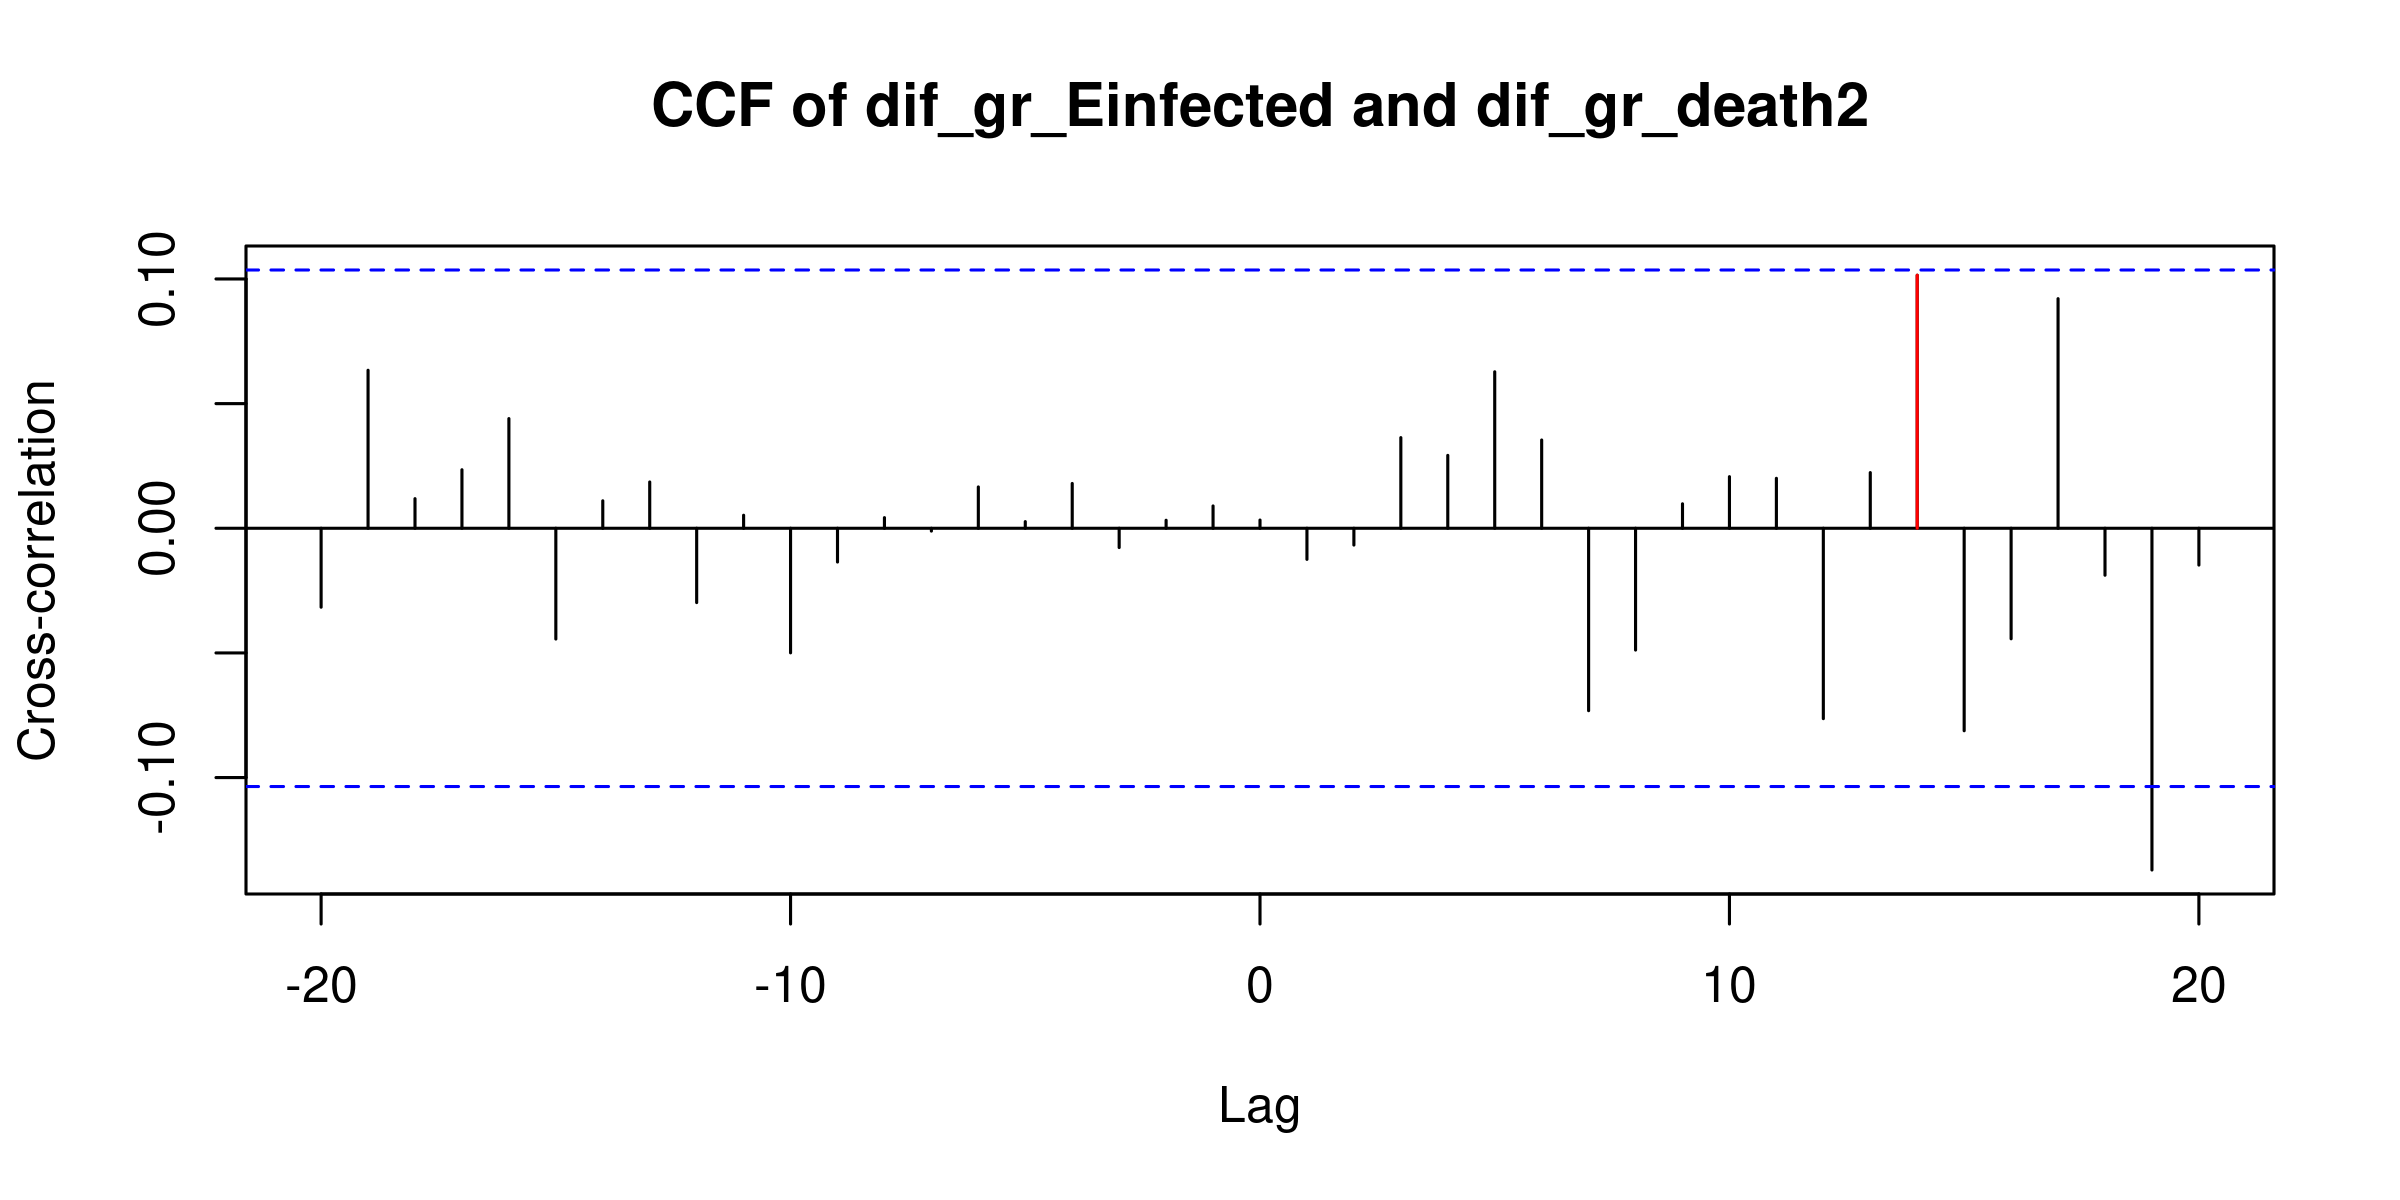 CCF of dif_gr_Einfected and dif_gr_death2
Cross-correlation
0.10
0.00
-0.10
-20 -10 0 10 20
Lag